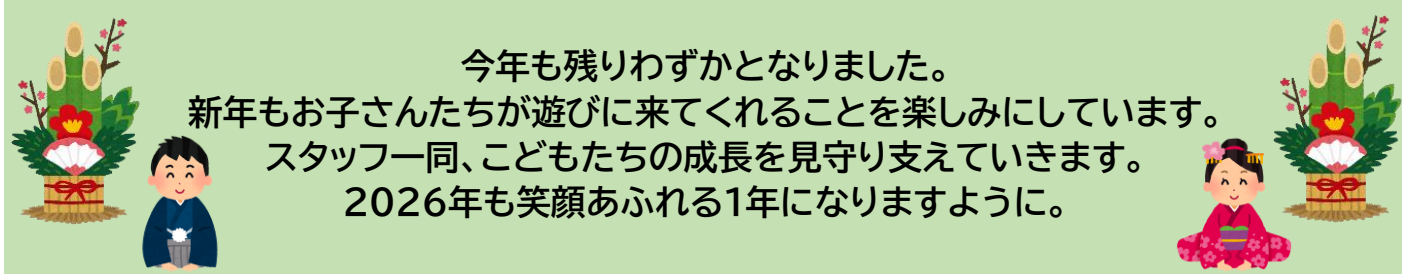 今年も残りわずかとなりました。
新年もお子さんたちが遊びに来てくれることを楽しみにしています。
スタッフ一同、こどもたちの成長を見守り支えていきます。
2026年も笑顔あふれる1年になりますように。